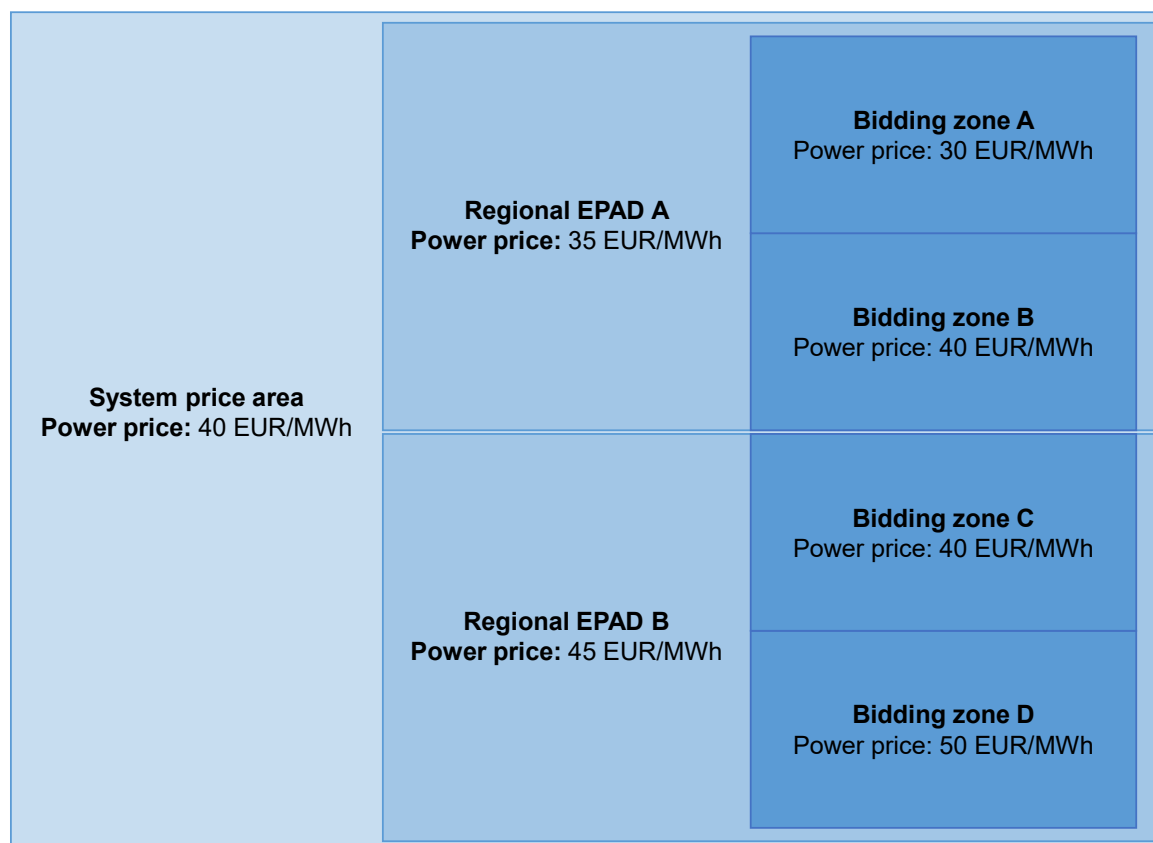 System price area
Power price: 40 EUR/MWh
Regional EPAD A
Power price: 35 EUR/MWh
Bidding zone A
Power price: 30 EUR/MWh
Bidding zone B
Power price: 40 EUR/MWh
Regional EPAD B
Power price: 45 EUR/MWh
Bidding zone C
Power price: 40 EUR/MWh
Bidding zone D
Power price: 50 EUR/MWh